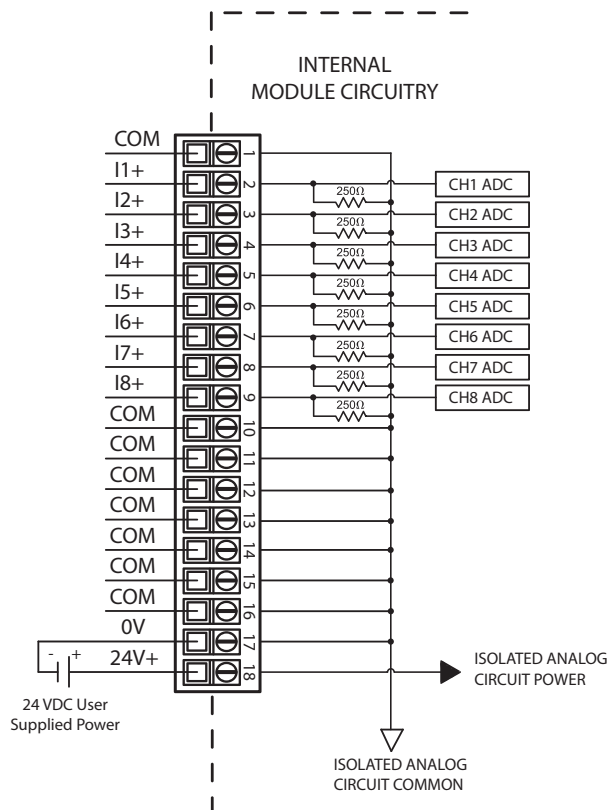 INTERNAL
MODULE CIRCUITRY
COM
1
I1+
2
250Ω
CH1 ADC
I2+
3
250Ω
CH2 ADC
I3+
4
250Ω
CH3 ADC
I4+
5
250Ω
CH4 ADC
I5+
6
250Ω
CH5 ADC
I6+
7
250Ω
CH6 ADC
I7+
8
250Ω
CH7 ADC
I8+
9
250Ω
CH8 ADC
COM
10
COM
11
COM
12
COM
13
COM
14
COM
15
COM
16
0V
17
- +
24V+
18
24 VDC User
Supplied Power
ISOLATED ANALOG
CIRCUIT POWER
ISOLATED ANALOG
CIRCUIT COMMON